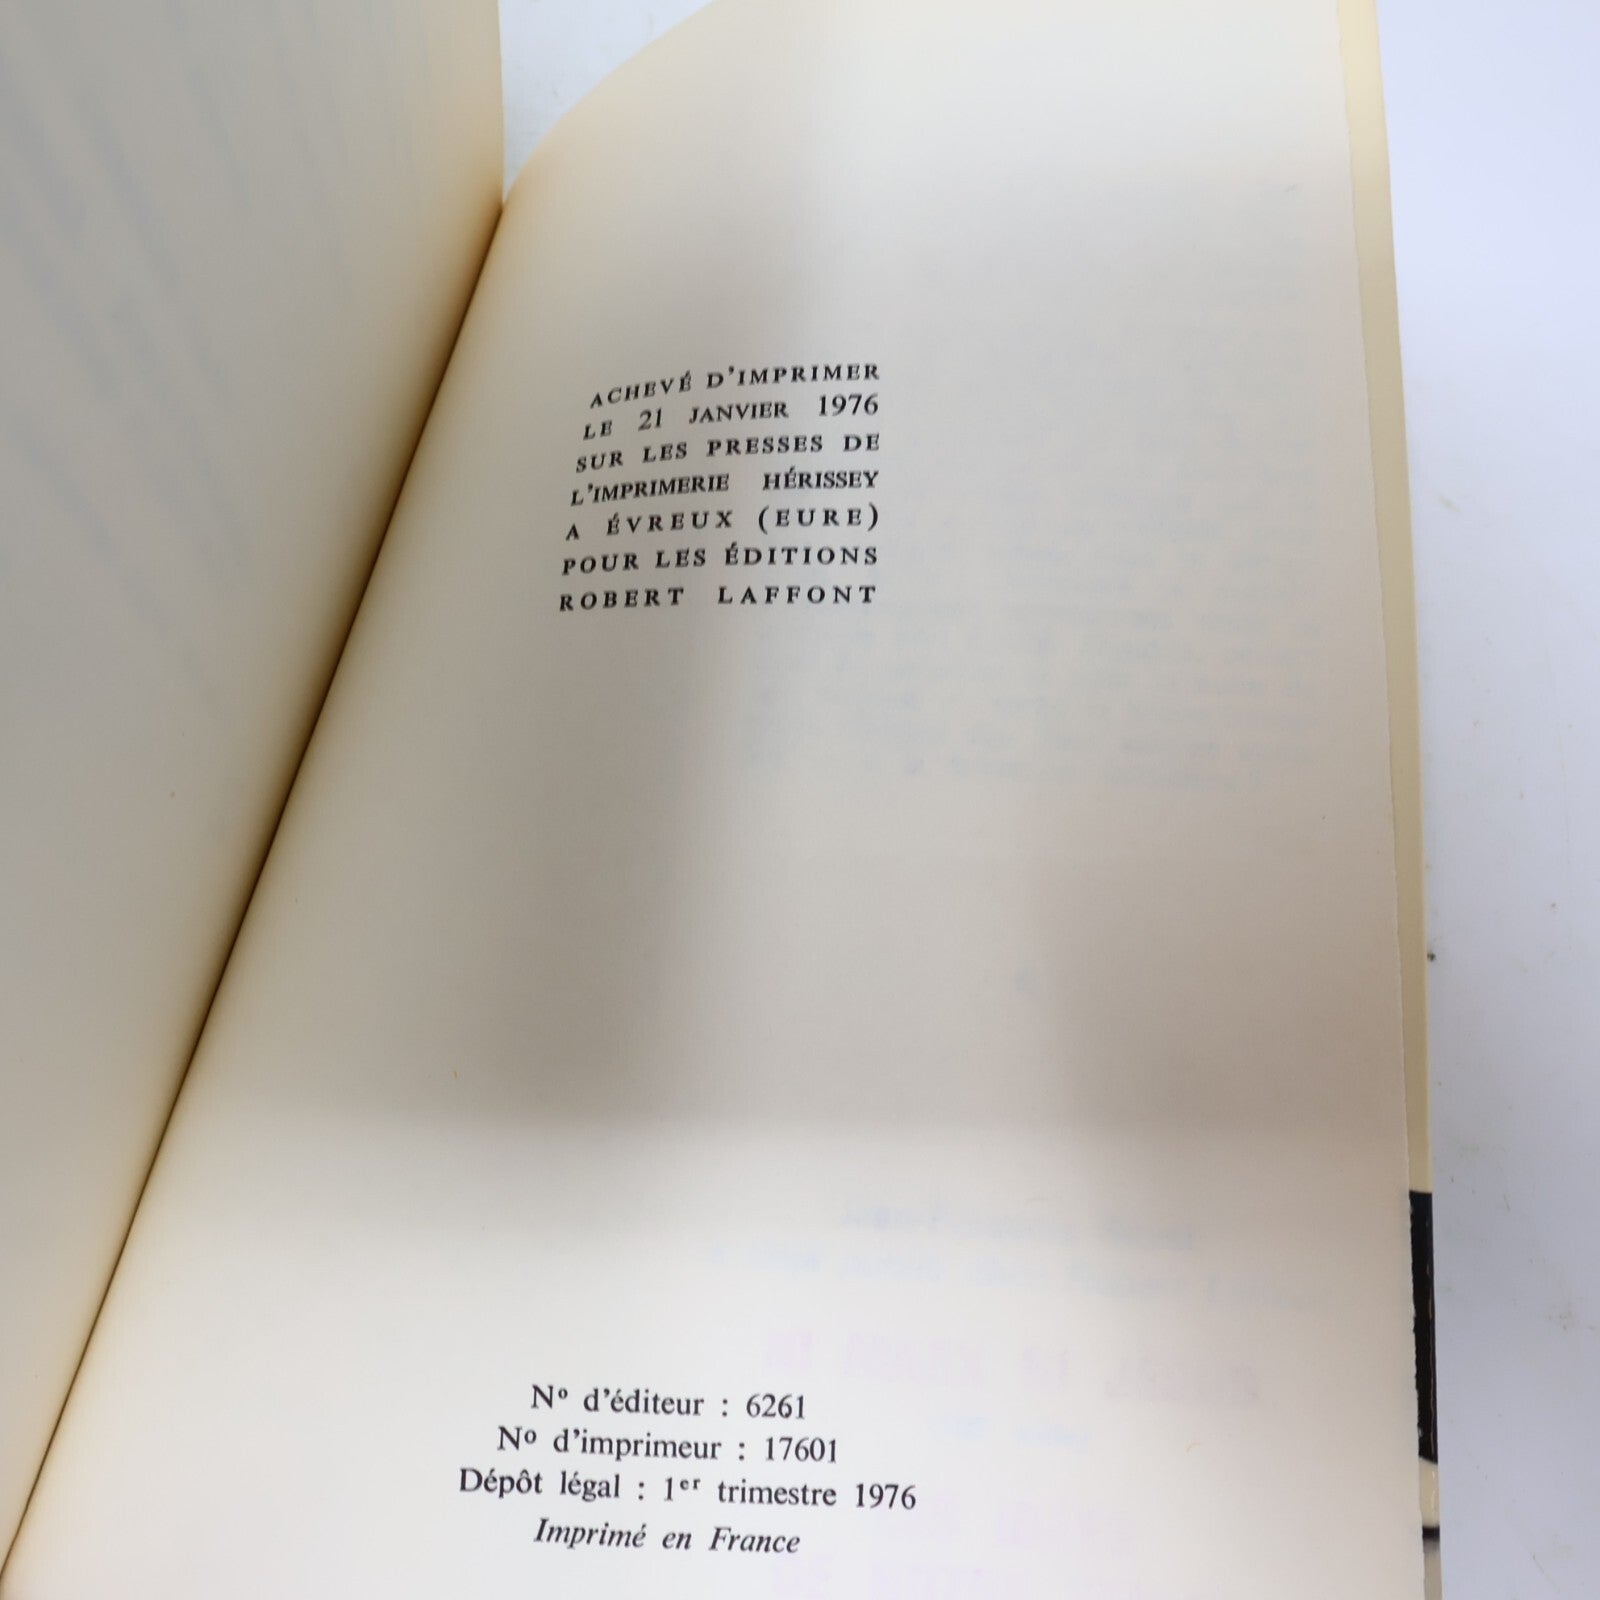 ACHEVÉ D'IMPRIMER
LE 21 JANVIER 1976
SUR LES PRESSES DE
L'IMPRIMERIE HÉRISSEY
A ÉVREUX (EURE)
POUR LES ÉDITIONS
ROBERT LAFFONT
Nº d'éditeur : 6261
Nº d'imprimeur : 17601
Dépôt légal : 1er trimestre 1976
Imprimé en France